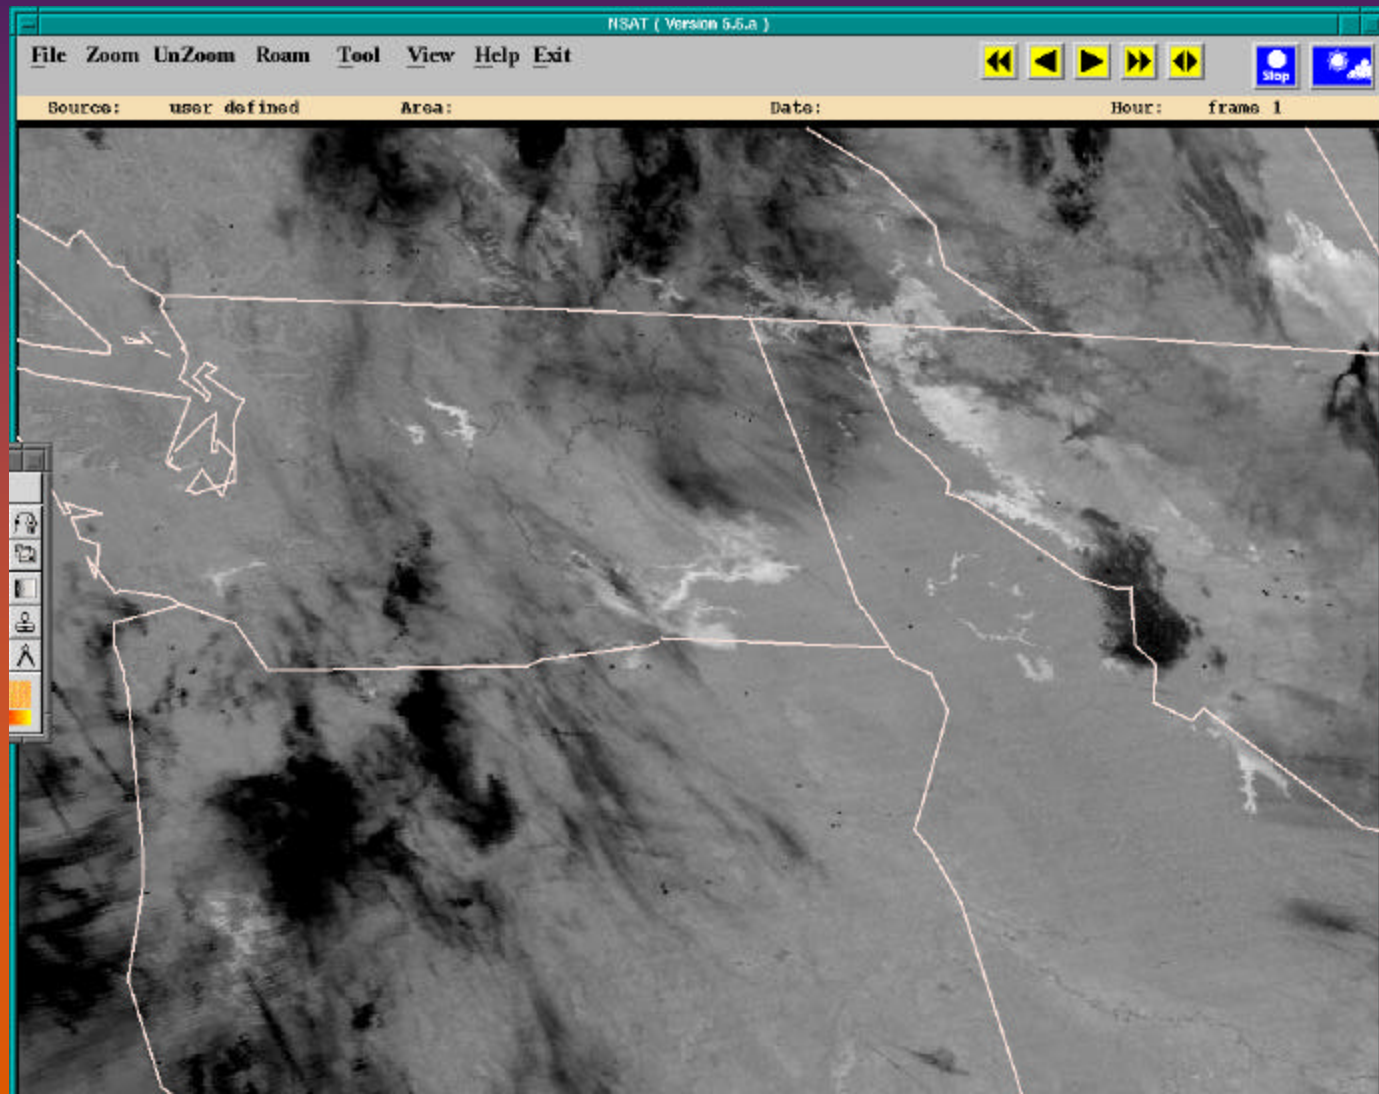 NSAT ( Version 5.6.a )
File Zoom UnZoom Roam Tool View Help Exit
Stop
Source: user defined Area: Date: Hour: frame 1